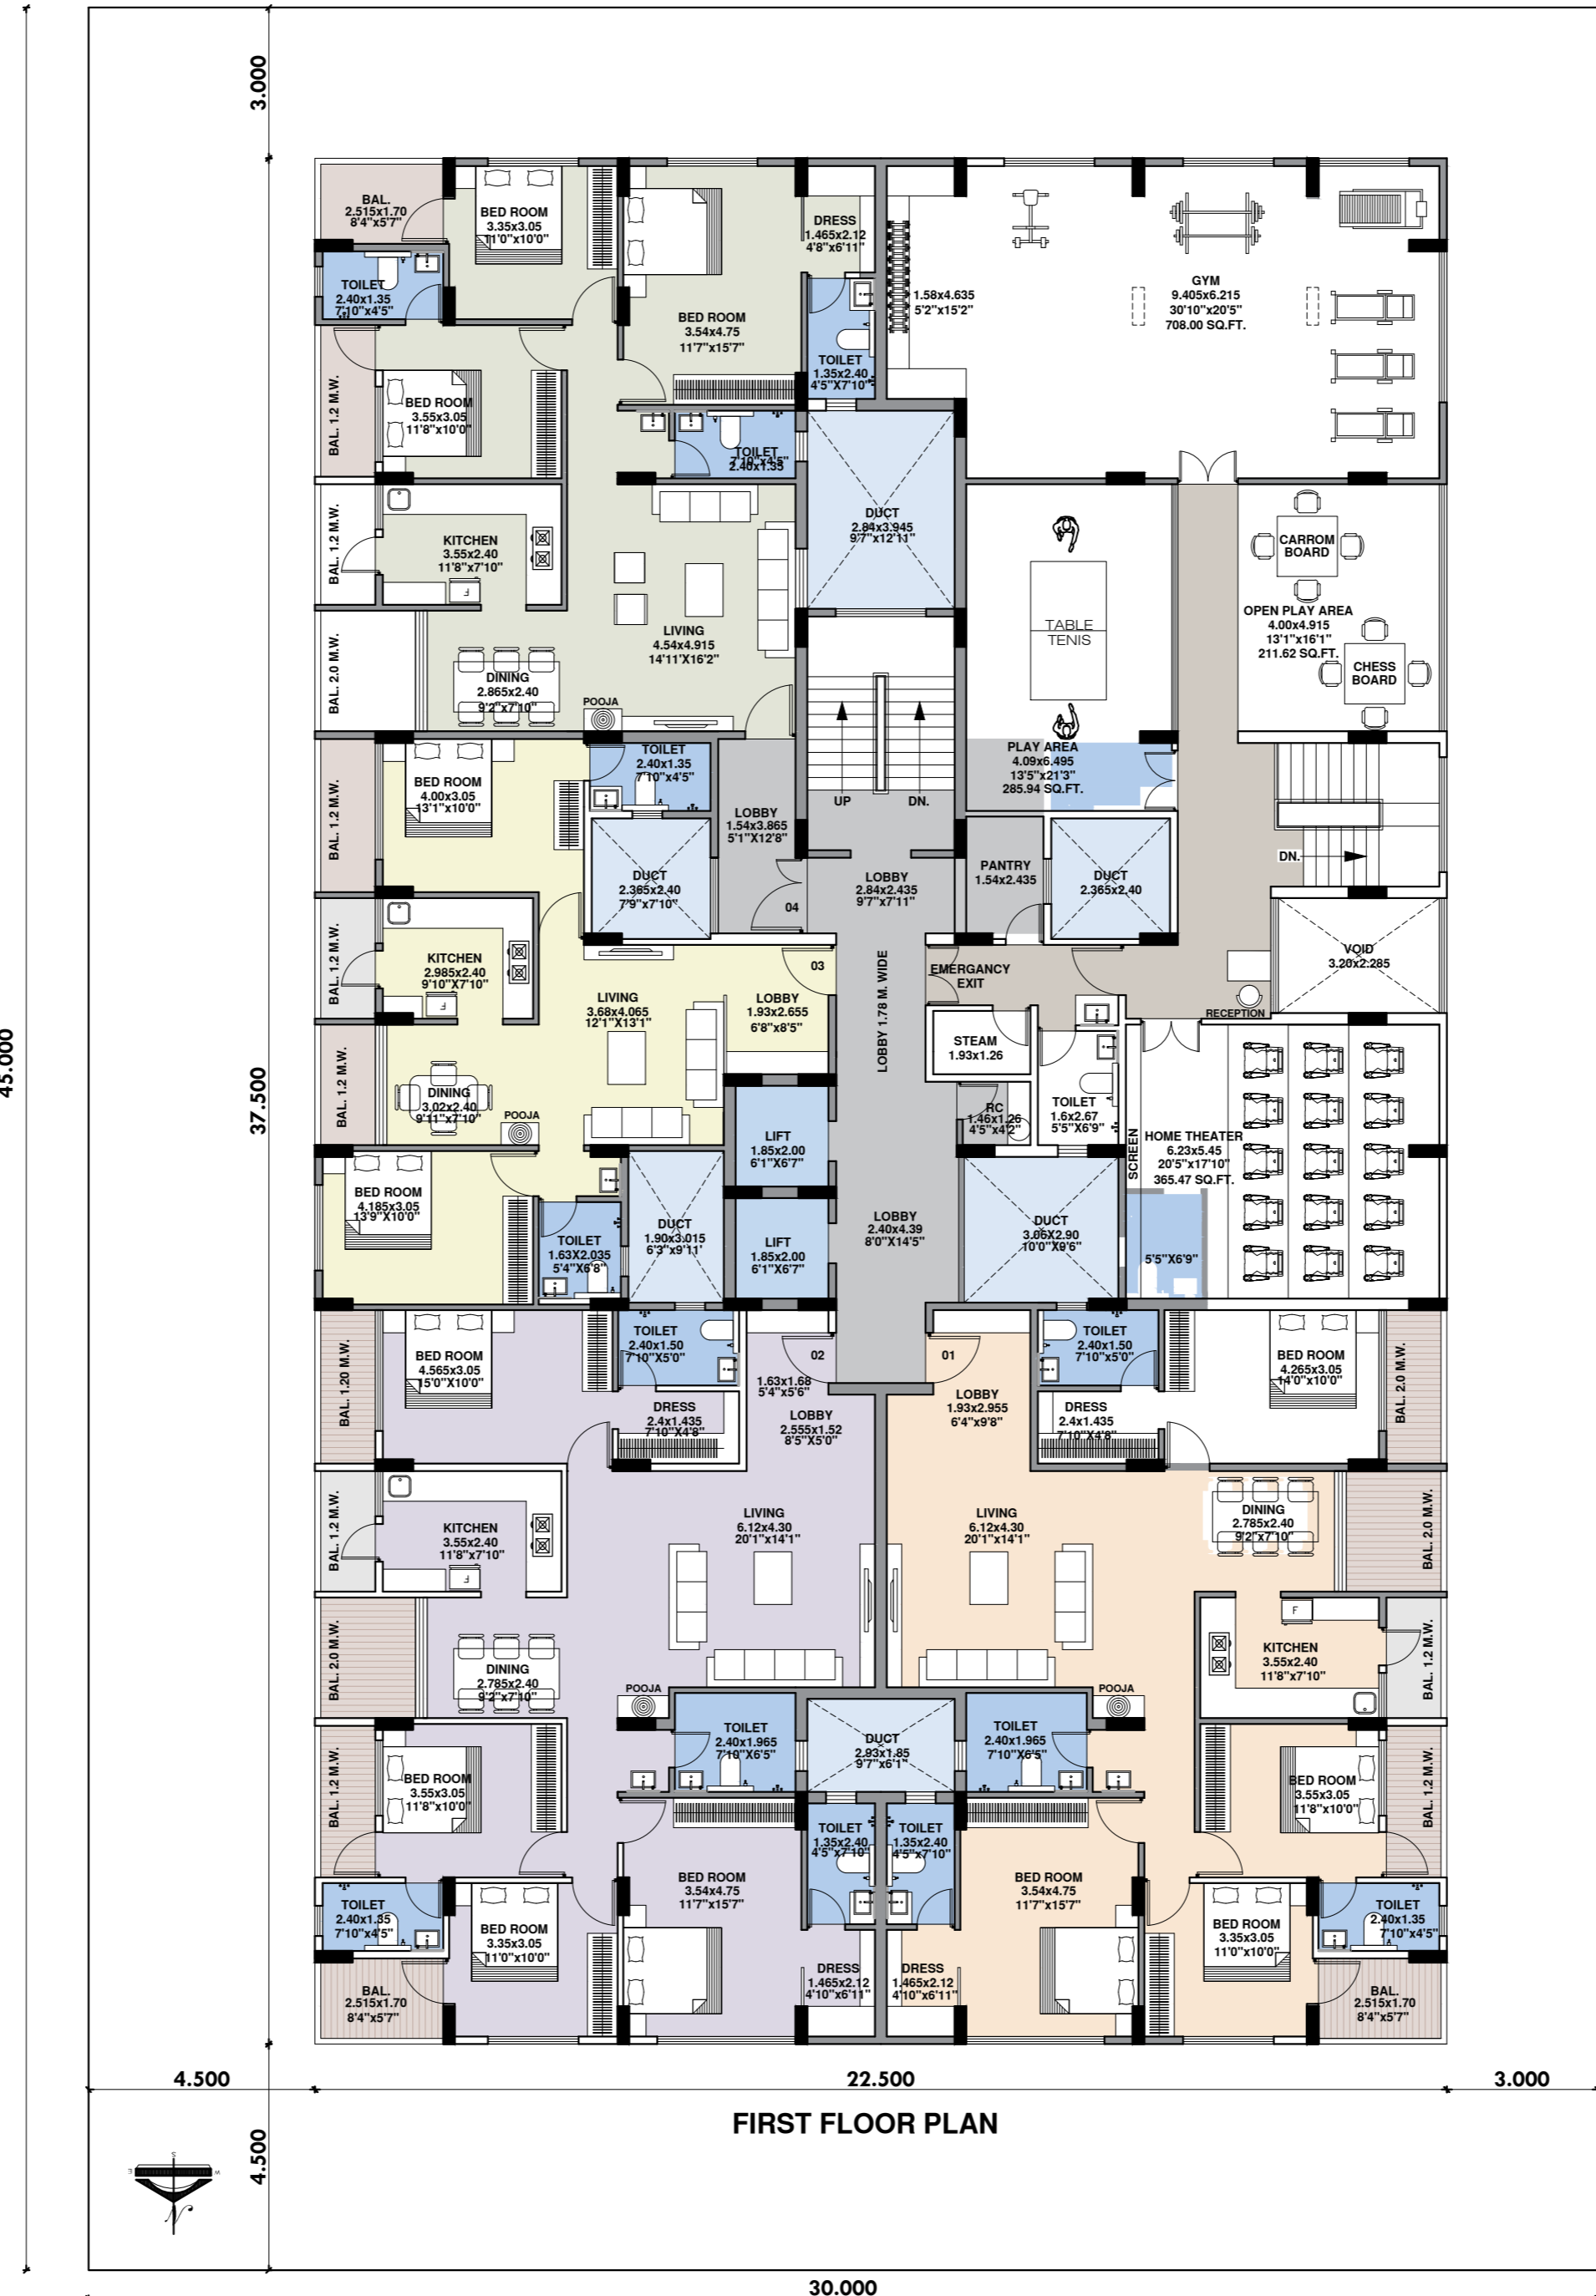 3.000
45.000
37.500
BAL.
2.515x1.70
8'4"x5'7"
BED ROOM
3.35x3.05
11'0"x10'0"
DRESS
1.465x2.12
4'8"x6'11"
TOILET
2.40x1.35
7'10"x4'5"
BED ROOM
3.54x4.75
11'7"x15'7"
1.58x4.635
5'2"x15'2"
GYM
9.405x6.215
30'10"x20'5"
708.00 SQ.FT.
TOILET
1.35x2.40
4'5"X7'10"
BAL. 1.2 M.W.
BED ROOM
3.55x3.05
11'8"x10'0"
TOILET
7'10"x4'5"
2.40x1.35
BAL. 1.2 M.W.
KITCHEN
3.55x2.40
11'8"x7'10"
F
DUCT
2.84x3.945
9'7"x12'11"
CARROM
BOARD
TABLE
TENIS
OPEN PLAY AREA
4.00x4.915
13'1"x16'1"
211.62 SQ.FT.
CHESS
BOARD
BAL. 2.0 M.W.
LIVING
4.54x4.915
14'11'X16'2"
DINING
2.865x2.40
9'2"x7'10"
POOJA
BAL. 1.2 M.W.
BED ROOM
4.00x3.05
13'1"x10'0"
TOILET
2.40x1.35
7'10"x4'5"
LOBBY
1.54x3.865
5'1"X12'8"
UP
DN.
PLAY AREA
4.09x6.495
13'5"x21'3"
285.94 SQ.FT.
DUCT
2.365x2.40
7'9"x7'10"
04
LOBBY
2.84x2.435
9'7"x7'11"
PANTRY
1.54x2.435
DUCT
2.365x2.40
DN.
BAL. 1.2 M.W.
KITCHEN
2.985x2.40
9'10"X7'10"
F
03
LOBBY
1.93x2.655
6'8"x8'5"
LIVING
3.68x4.065
12'1"X13'1"
LOBBY 1.78 M. WIDE
EMERGANCY
EXIT
VOID
3.20x2.285
RECEPTION
STEAM
1.93x1.26
BAL. 1.2 M.W.
DINING
3.02x2.40
9'11"x7'10"
POOJA
LIFT
1.85x2.00
6'1"X6'7"
RC
1.46x1.26
4'5"x4'2"
TOILET
1.6x2.67
5'5"X6'9"
SCREEN
HOME THEATER
6.23x5.45
20'5"x17'10"
365.47 SQ.FT.
BED ROOM
4.185x3.05
13'9"X10'0"
TOILET
1.63X2.035
5'4"X6'8"
DUCT
1.90x3.015
6'3"x9'11'
LIFT
1.85x2.00
6'1"X6'7"
LOBBY
2.40x4.39
8'0"X14'5"
DUCT
3.06X2.90
10'0"X9'6"
5'5"X6'9"
BAL. 1.20 M.W.
BED ROOM
4.565x3.05
15'0"X10'0"
TOILET
2.40x1.50
7'10"X5'0"
02
01
1.63x1.68
5'4"x5'6"
TOILET
2.40x1.50
7'10"x5'0"
BED ROOM
4.265x3.05
14'0"x10'0"
BAL. 2.0 M.W.
DRESS
2.4x1.435
7'10"X4'8"
LOBBY
2.555x1.52
8'5"X5'0"
LOBBY
1.93x2.955
6'4"x9'8"
DRESS
2.4x1.435
7'10"X4'8"
BAL. 1.2 M.W.
KITCHEN
3.55x2.40
11'8"x7'10"
F
LIVING
6.12x4.30
20'1"x14'1"
LIVING
6.12x4.30
20'1"x14'1"
DINING
2.785x2.40
9'2"x7'10"
BAL. 2.0 M.W.
BAL. 2.0 M.W.
DINING
2.785x2.40
9'2"x7'10"
POOJA
POOJA
F
KITCHEN
3.55x2.40
11'8"x7'10"
BAL. 1.2 M.W.
BAL. 1.2 M.W.
BED ROOM
3.55x3.05
11'8"x10'0"
TOILET
2.40x1.965
7'10"X6'5"
DUCT
2.93x1.85
9'7"x6'1"
TOILET
2.40x1.965
7'10"X6'5"
BED ROOM
3.55x3.05
11'8"x10'0"
BAL. 1.2 M.W.
TOILET
1.35x2.40
4'5"x7'10"
TOILET
1.35x2.40
4'5"x7'10"
TOILET
2.40x1.35
7'10"x4'5"
BED ROOM
3.35x3.05
11'0"x10'0"
BED ROOM
3.54x4.75
11'7"x15'7"
BED ROOM
3.54x4.75
11'7"x15'7"
BED ROOM
3.35x3.05
11'0"x10'0"
TOILET
2.40x1.35
7'10"x4'5"
BAL.
2.515x1.70
8'4"x5'7"
DRESS
1.465x2.12
4'10"x6'11"
DRESS
1.465x2.12
4'10"x6'11"
BAL.
2.515x1.70
8'4"x5'7"
4.500
22.500
3.000
FIRST FLOOR PLAN
4.500
S
E
W
N
30.000